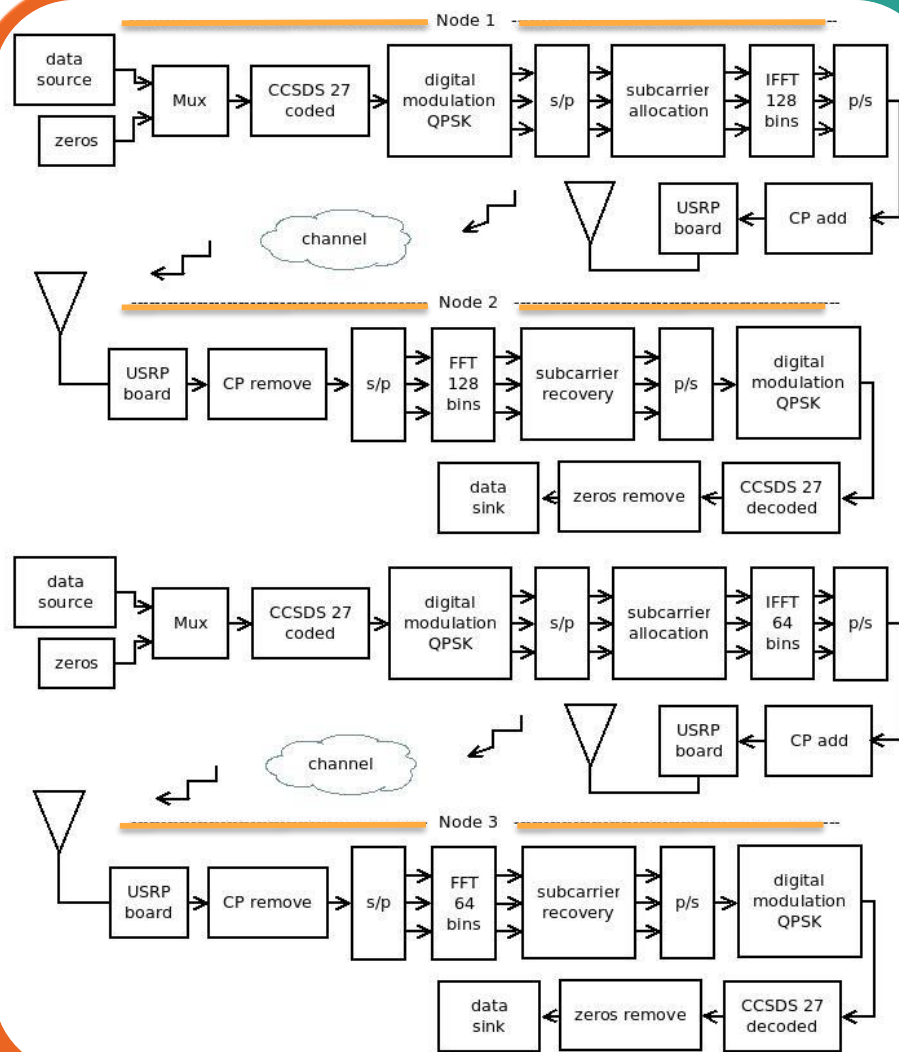 Node 1
data
source
zeros
Mux
CCSDS 27
coded
digital
modulation
QPSK
s/p
subcarrier
allocation
IFFT
128
bins
p/s
USRP
board
CP add
channel
Node 2
USRP
board
CP remove
s/p
FFT
128
bins
subcarrier
recovery
p/s
digital
modulation
QPSK
data
sink
zeros remove
CCSDS 27
decoded
data
source
zeros
Mux
CCSDS 27
coded
digital
modulation
QPSK
s/p
subcarrier
allocation
IFFT
64
bins
p/s
USRP
board
CP add
channel
Node 3
USRP
board
CP remove
s/p
FFT
64
bins
subcarrier
recovery
p/s
digital
modulation
QPSK
data
sink
zeros remove
CCSDS 27
decoded